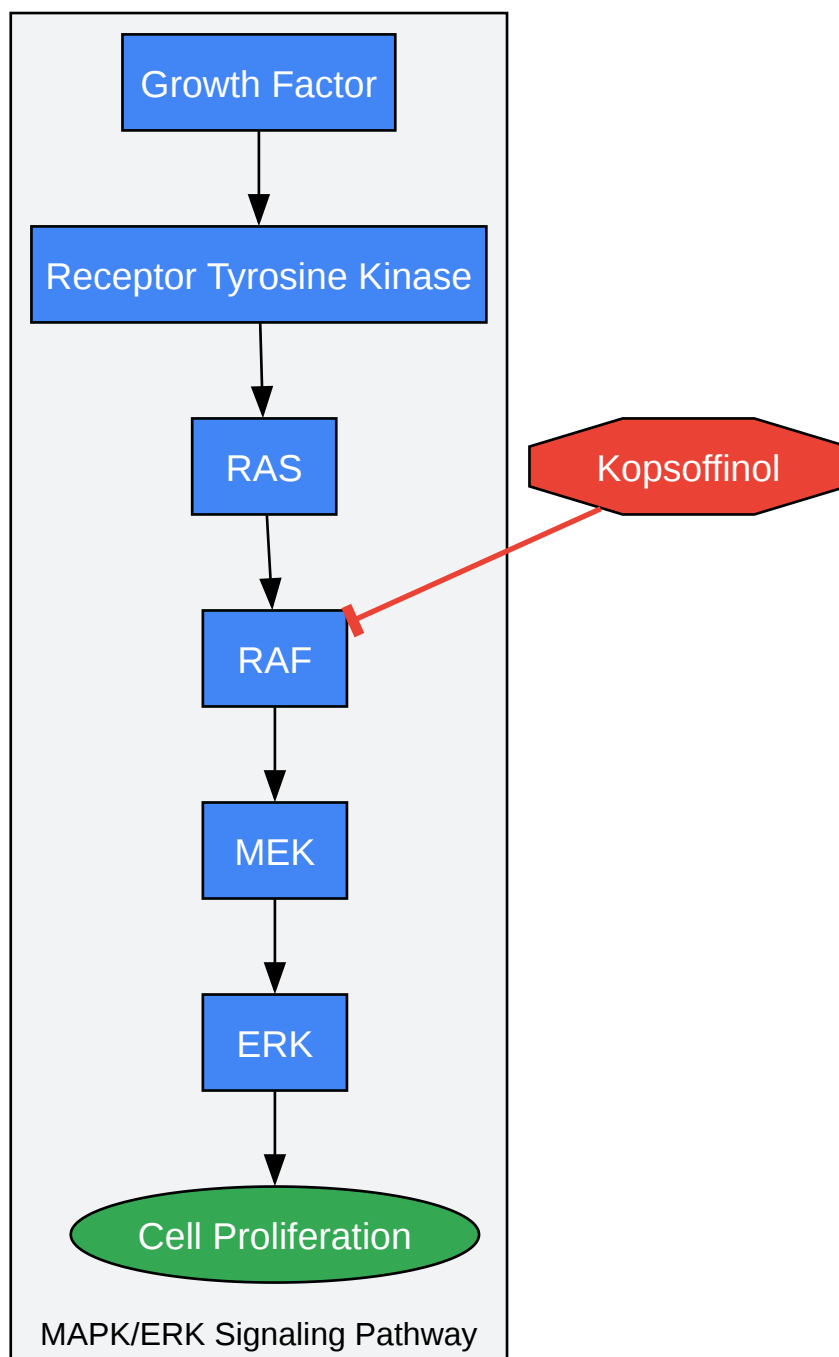 Growth Factor
Receptor Tyrosine Kinase
RAS
Kopsoffinol
RAF
MEK
ERK
Cell Proliferation
MAPK/ERK Signaling Pathway